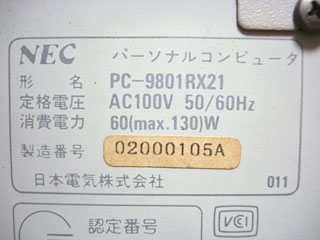 NEC パーソナルコンピュータ
形 名 PC-9801RX21
定格電圧 AC100V 50/60Hz
消費電力 60(max.130)W
製造番号 02000105A
日本電気株式会社 011
認定番号 VCCI